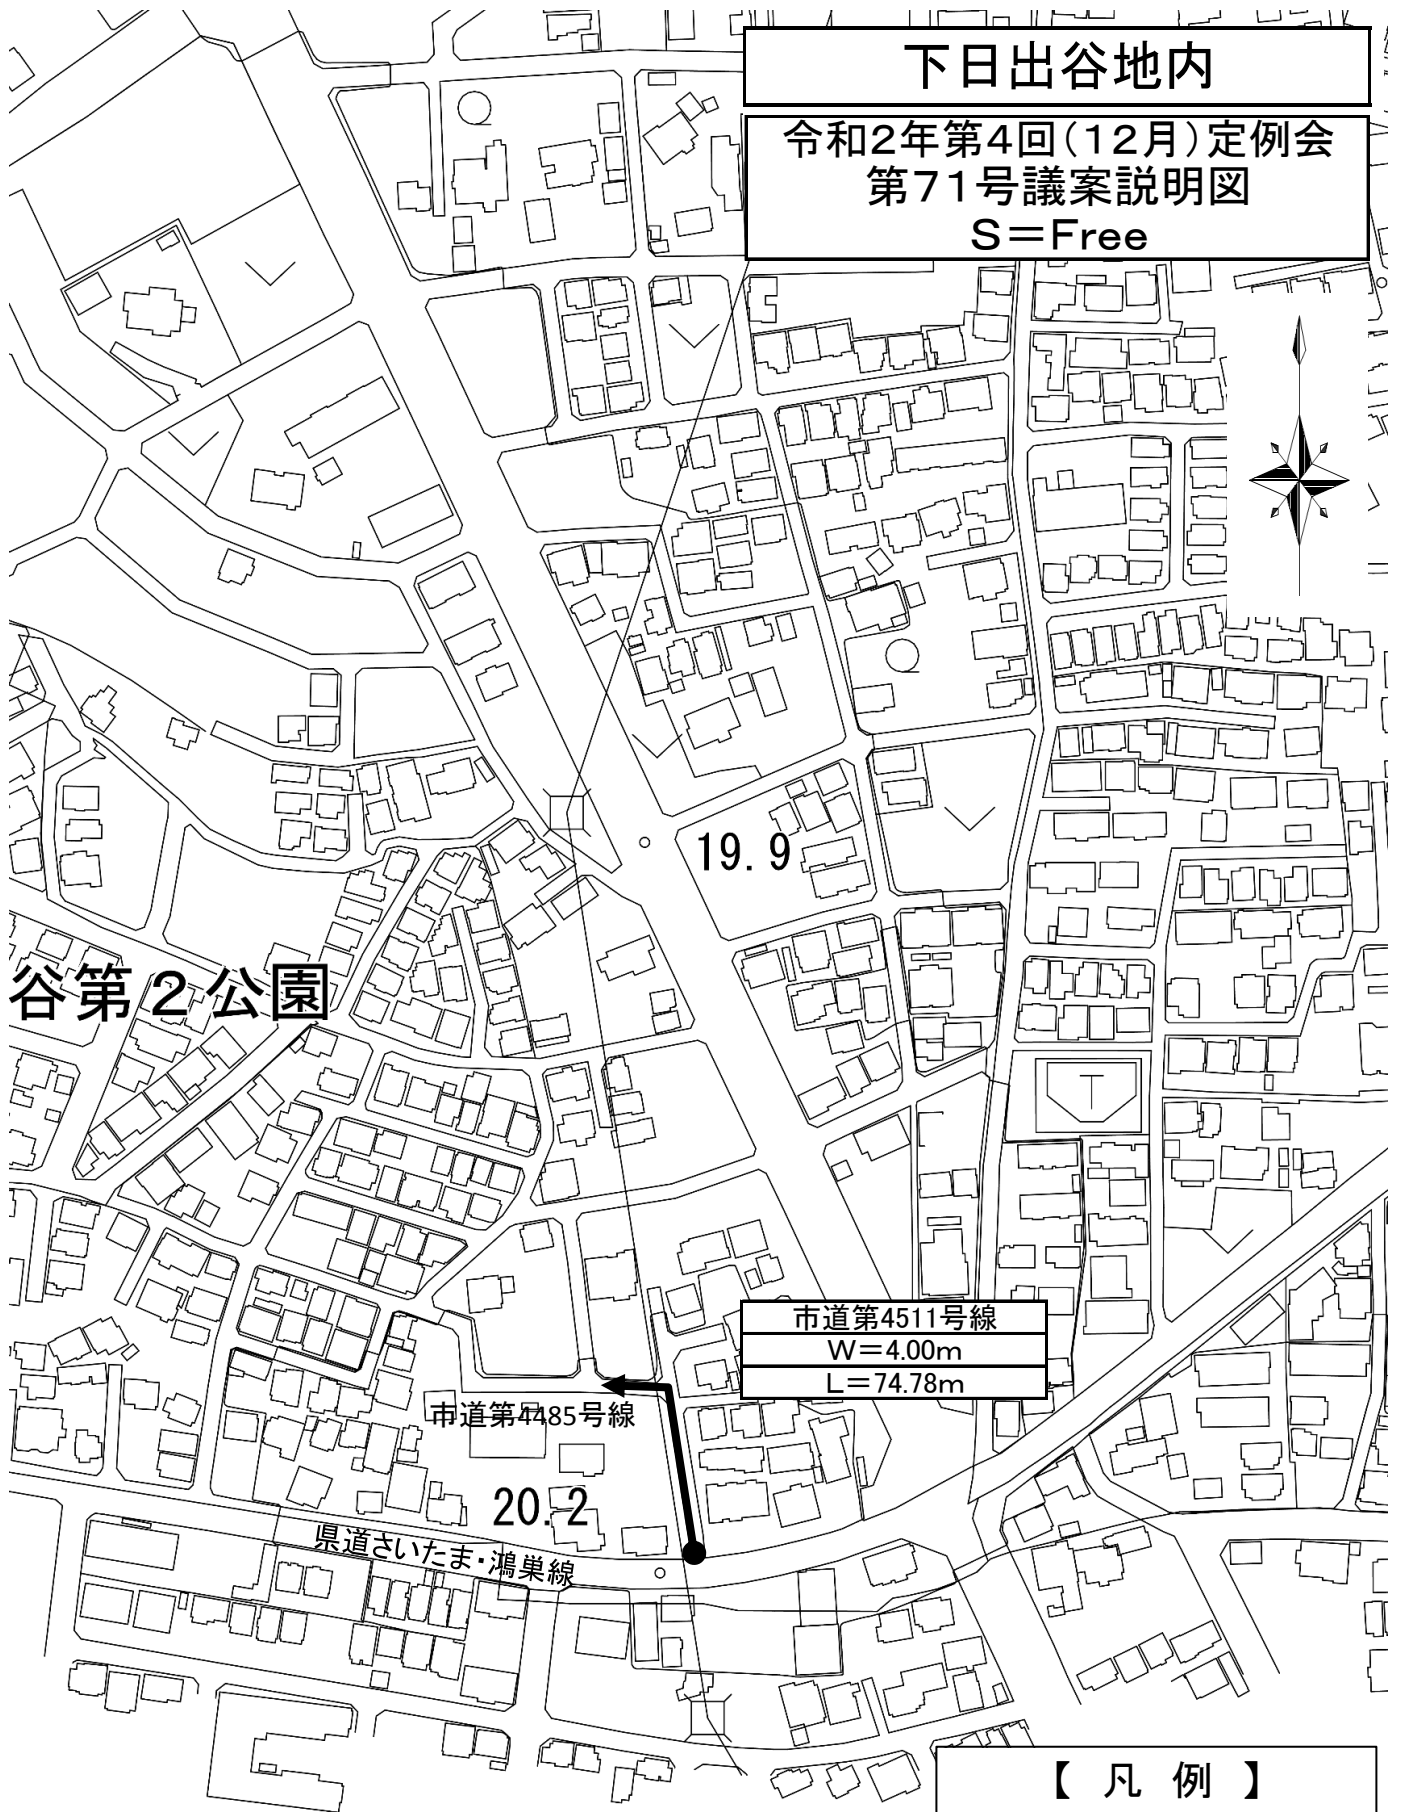 下日出谷地内
令和2年第4回(12月)定例会
第71号議案説明図
S=Free
19.9
谷第２公園
市道第4511号線
W=4.00m
L=74.78m
市道第4485号線
20.2
県道さいたま・鴻巣線
【 凡 例 】